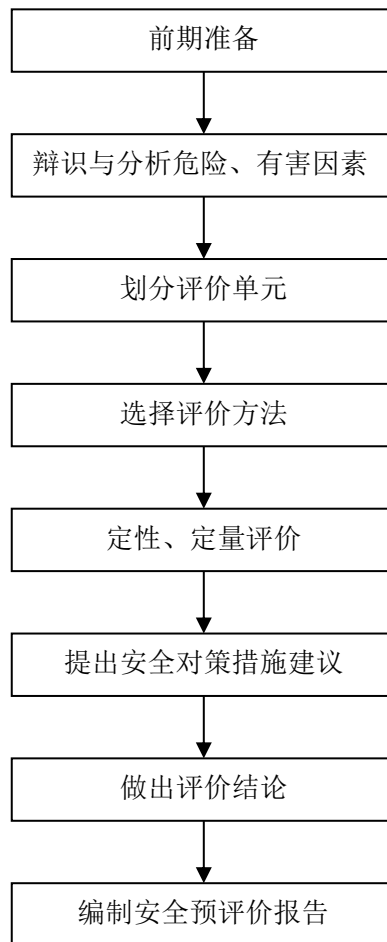 前期准备
辩识与分析危险、有害因素
划分评价单元
选择评价方法
定性、定量评价
提出安全对策措施建议
做出评价结论
编制安全预评价报告